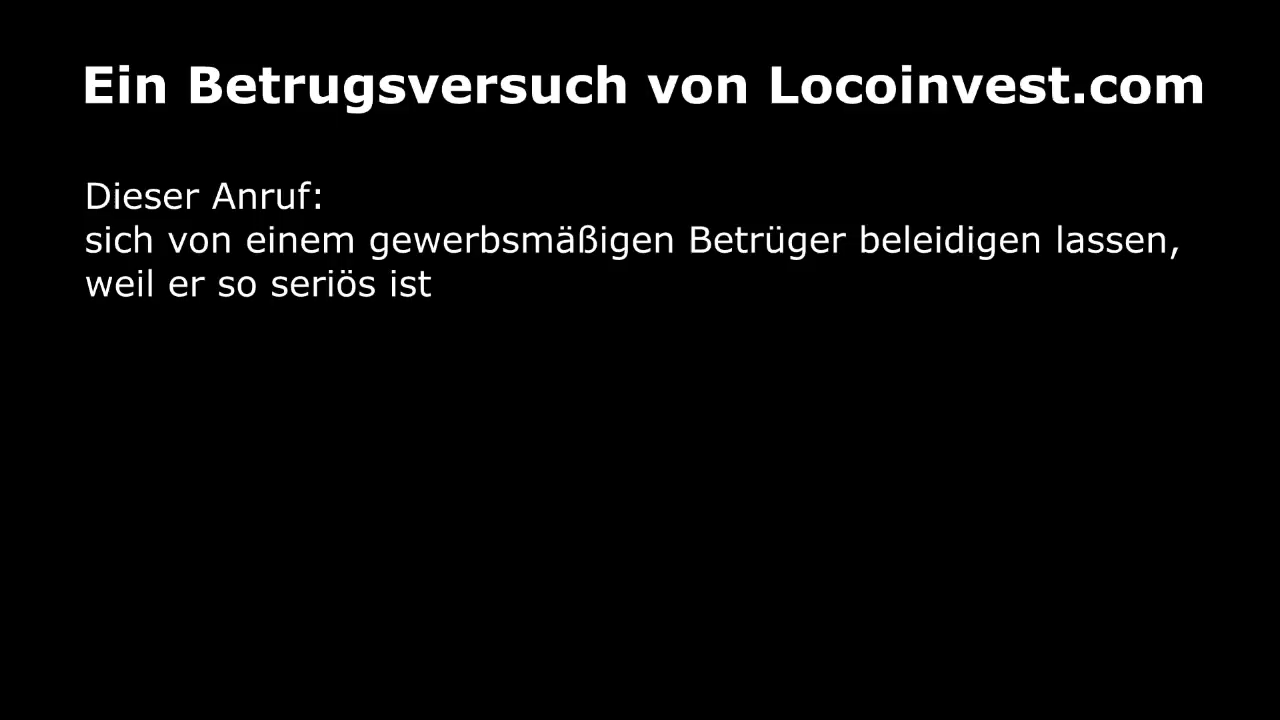 Ein Betrugsversuch von Locoinvest.com
Dieser Anruf:
sich von einem gewerbsmäßigen Betrüger beleidigen lassen,
weil er so seriös ist